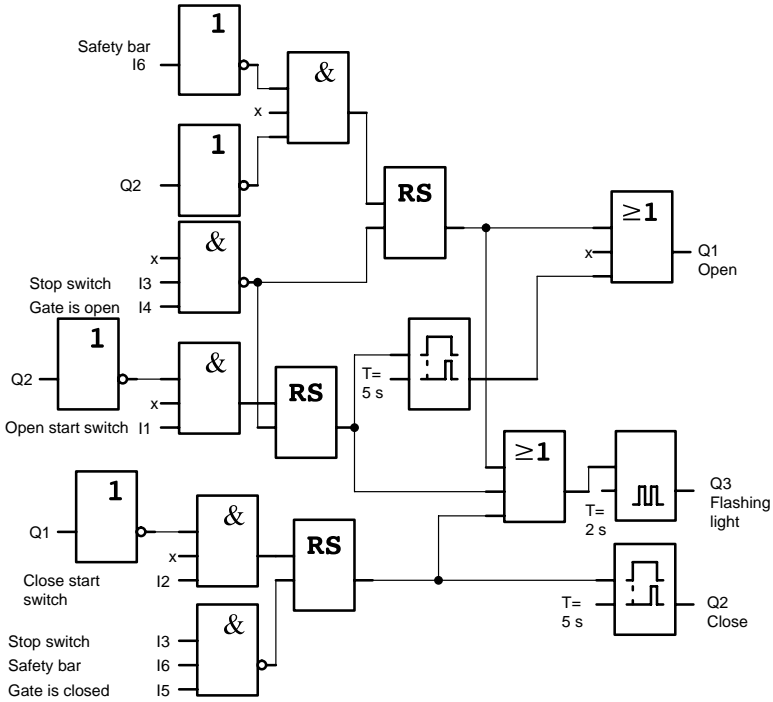 1
Safety bar
I6
&
x
1
Q2
RS
≥1
&
x
x
Q1
Open
Stop switch I3
Gate is open I4
1
&
T=
5 s
Q2
x
RS
Open start switch I1
≥1
1
Q3
Flashing
light
&
T=
2 s
Q1
RS
x
Close start
switch
I2
&
T=
5 s
Q2
Close
Stop switch I3
Safety bar I6
Gate is closed I5